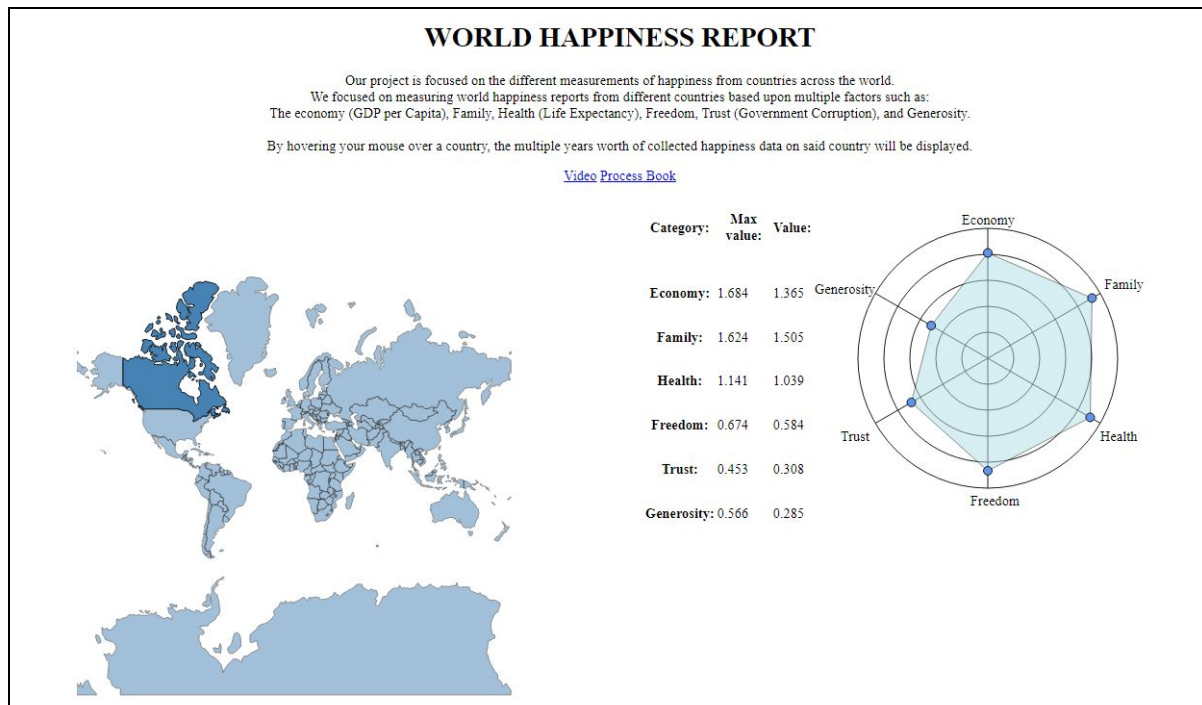 WORLD HAPPINESS REPORT
Our project is focused on the different measurements of happiness from countries across the world.
We focused on measuring world happiness reports from different countries based upon multiple factors such as:
The economy (GDP per Capita), Family, Health (Life Expectancy), Freedom, Trust (Government Corruption), and Generosity.
By hovering your mouse over a country, the multiple years worth of collected happiness data on said country will be displayed.
Video Process Book
Category: Max value: Value:
Economy: 1.684 1.365
Family: 1.624 1.505
Health: 1.141 1.039
Freedom: 0.674 0.584
Trust: 0.453 0.308
Generosity: 0.566 0.285
Economy
Family
Health
Freedom
Trust
Generosity